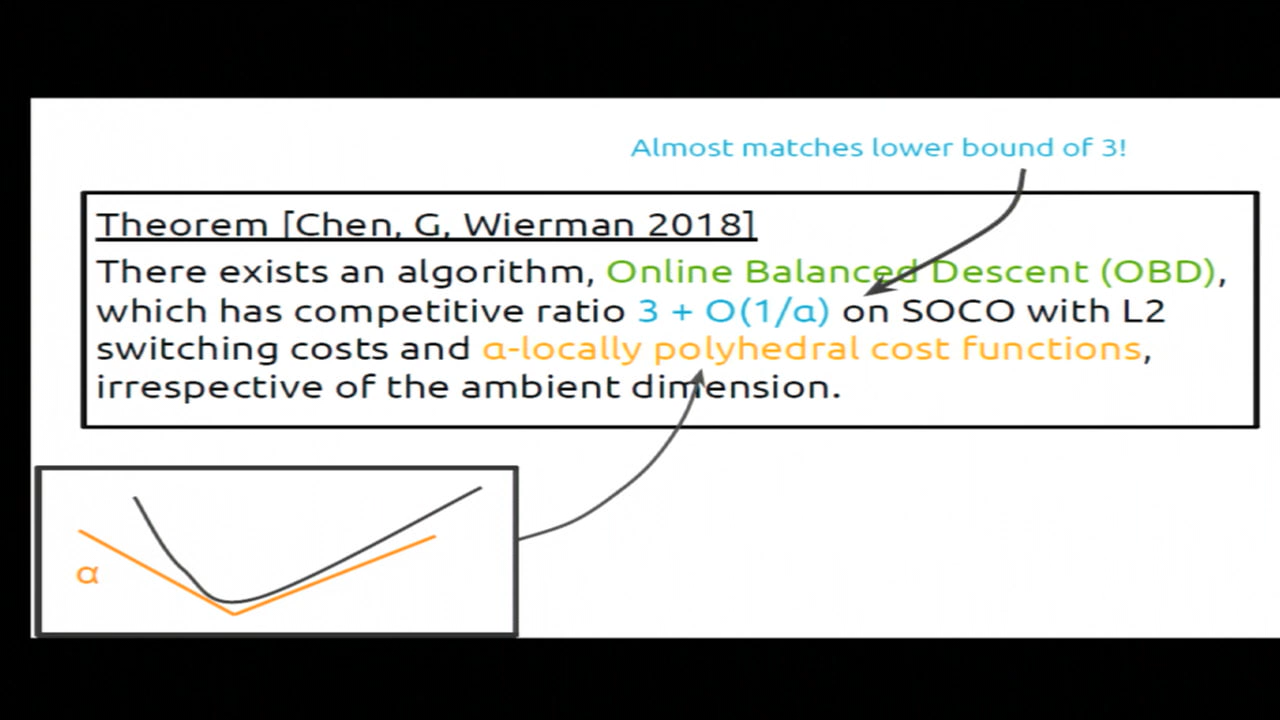 Almost matches lower bound of 3!
Theorem [Chen, G, Wierman 2018]
There exists an algorithm, Online Balanced Descent (OBD),
which has competitive ratio 3 + O(1/α) on SOCO with L2
switching costs and α-locally polyhedral cost functions,
irrespective of the ambient dimension.
α